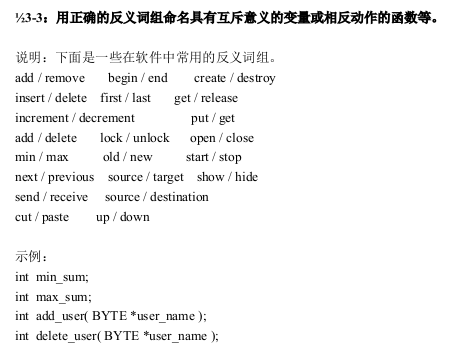 ½3-3：用正确的反义词组命名具有互斥意义的变量或相反动作的函数等。
说明：下面是一些在软件中常用的反义词组。
add / remove begin / end create / destroy
insert / delete first / last get / release
increment / decrement put / get
add / delete lock / unlock open / close
min / max old / new start / stop
next / previous source / target show / hide
send / receive source / destination
cut / paste up / down
示例：
int min_sum;
int max_sum;
int add_user( BYTE *user_name );
int delete_user( BYTE *user_name );